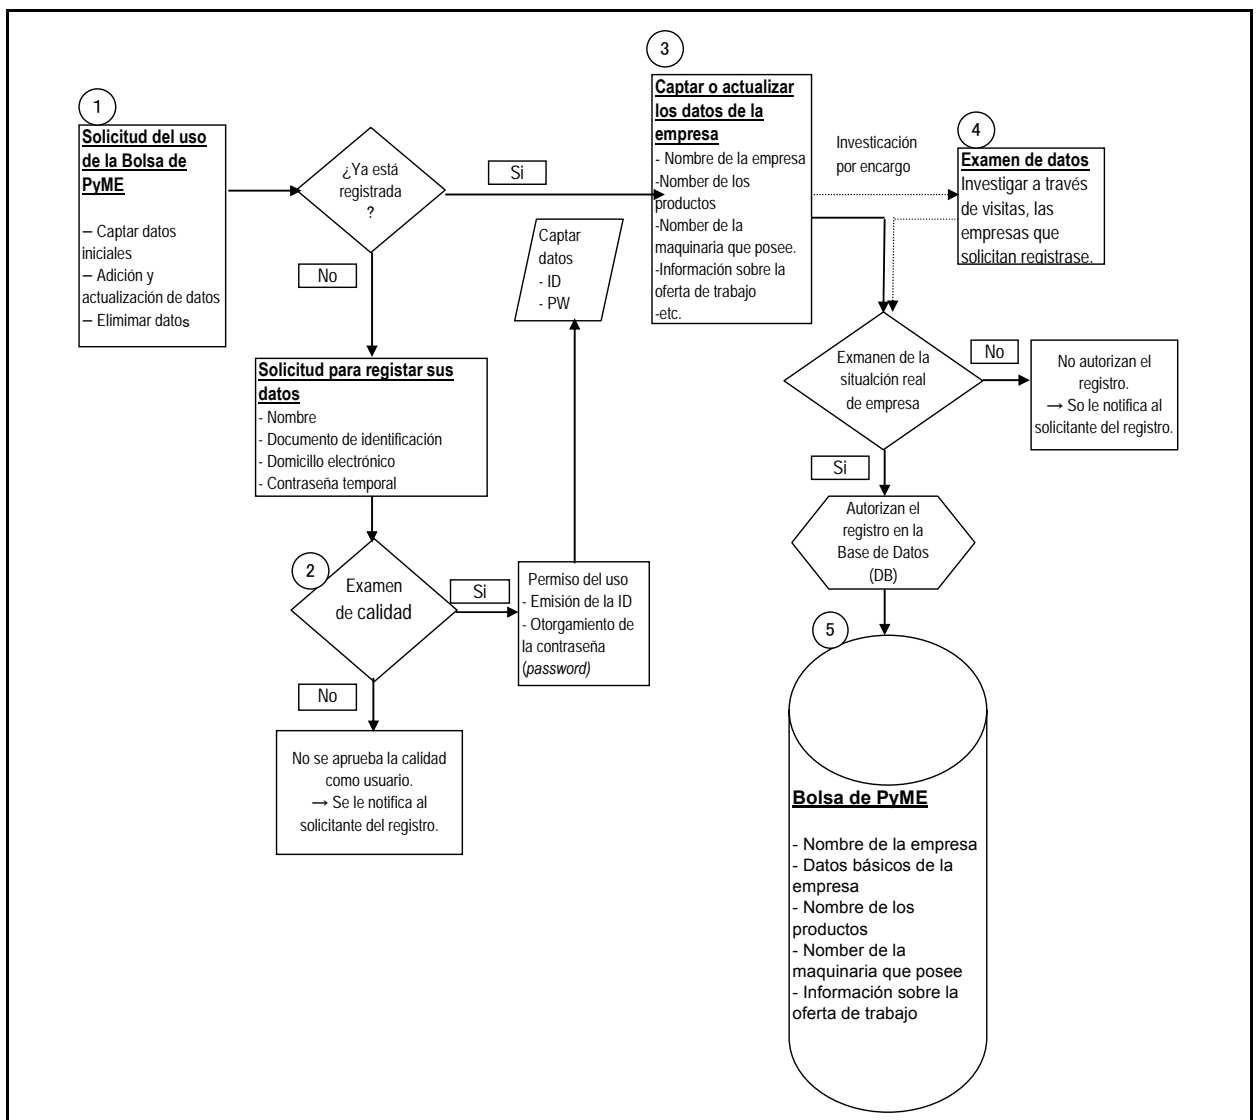 1
Solicitud del uso
de la Bolsa de
PyME
– Captar datos
iniciales
– Adición y
actualización de datos
– Elimimar datos
¿Ya está
registrada
?
Si
No
Solicitud para registar sus
datos
- Nombre
- Documento de identificación
- Domicillo electrónico
- Contraseña temporal
2
Examen
de calidad
Si
No
No se aprueba la calidad
como usuario.
→ Se le notifica al
solicitante del registro.
Permiso del uso
- Emisión de la ID
- Otorgamiento de
la contraseña
(password)
Captar
datos
- ID
- PW
3
Captar o actualizar
los datos de la
empresa
- Nombre de la empresa
-Number de los
productos
-Nomber de la
maquinaria que posee.
-Información sobre la
oferta de trabajo
-etc.
Investicación
por encargo
4
Examen de datos
Investigar a través
de visitas, las
empresas que
solicitan registrase.
Exmanen de la
situalción real
de empresa
No
No autorizan el
registro.
→ So le notifica al
solicitante del registro.
Si
Autorizan el
registro en la
Base de Datos
(DB)
5
Bolsa de PyME
- Nombre de la empresa
- Datos básicos de la
empresa
- Nombre de los
productos
- Nomber de la
maquinaria que posee
- Información sobre la
oferta de trabajo